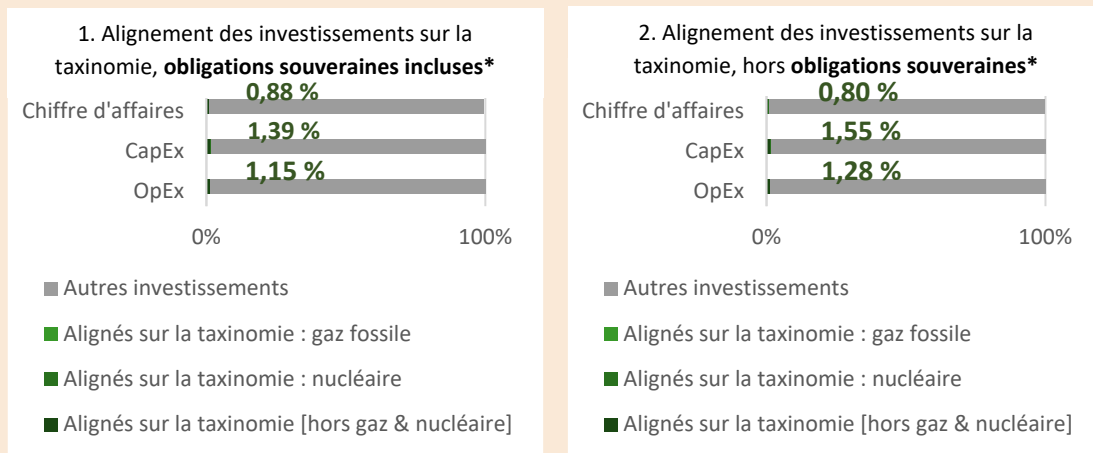 1. Alignement des investissements sur la
taxinomie, obligations souveraines incluses*
0,88 %
Chiffre d'affaires
1,39 %
CapEx
1,15 %
OpEx
0%
100%
Autres investissements
Alignés sur la taxinomie : gaz fossile
Alignés sur la taxinomie : nucléaire
Alignés sur la taxinomie [hors gaz & nucléaire]
2. Alignement des investissements sur la
taxinomie, hors obligations souveraines*
0,80 %
Chiffre d'affaires
1,55 %
CapEx
1,28 %
OpEx
0%
100%
Autres investissements
Alignés sur la taxinomie : gaz fossile
Alignés sur la taxinomie : nucléaire
Alignés sur la taxinomie [hors gaz & nucléaire]